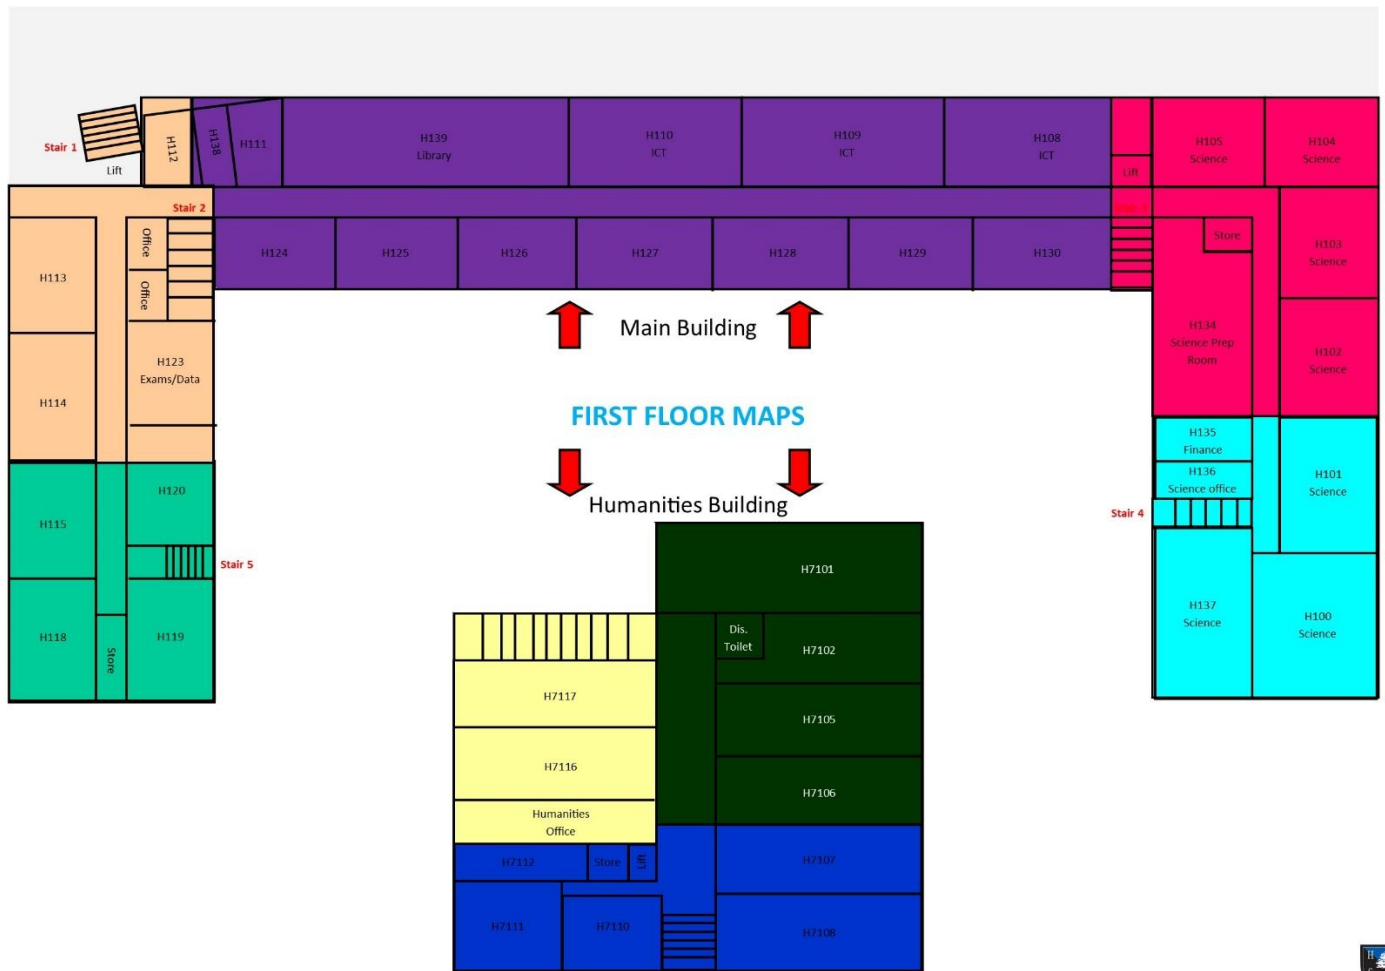 H105
Science
H104
Science
H112
H138
H111
H139
Library
H110
ICT
H109
ICT
H108
ICT
Stair 1
Lift
Lift
Stair 2
Office
Office
H124
H125
H126
H127
H128
H129
H130
Store
H103
Science
H113
Main Building
H134
Science Prep
Room
H102
Science
H123
Exams/Data
H114
FIRST FLOOR MAPS
H135
Finance
H136
Science office
H101
Science
H120
H115
Humanities Building
Stair 4
Stair 5
H7101
H118
Store
H119
H137
Science
H100
Science
Dis.
Toilet
H7102
H7117
H7105
H7116
H7106
Humanities
Office
H7112
Store
Lift
H7107
H7111
H7110
H7108